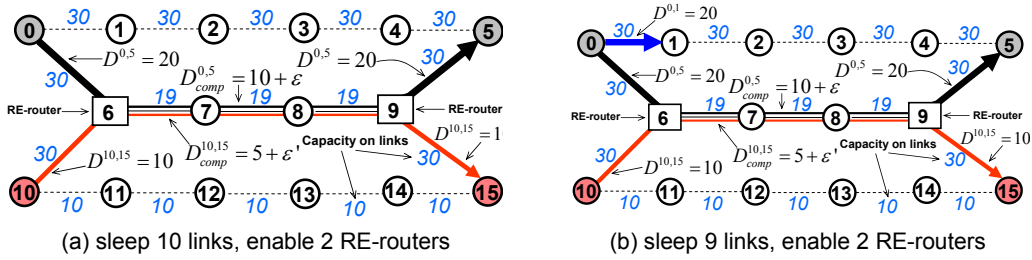 30 30 30 30 30
0 1 2 3 4 5
30 D^{0,5} = 20 D^{0,5}_{comp} = 10 + ε D^{0,5} = 20 30
RE-router 6 19 7 19 8 19 9 RE-router
30 D^{10,15} = 10 D^{10,15}_{comp} = 5 + ε' Capacity on links 30 D^{10,15} = 1
10 11 12 13 14 15
10 10 10 10 10
(a) sleep 10 links, enable 2 RE-routers
30 D^{0,1} = 20 30 30 30 30
0 1 2 3 4 5
30 D^{0,5} = 20 D^{0,5}_{comp} = 10 + ε D^{0,5} = 20 30
RE-router 6 19 7 19 8 19 9 RE-router
30 D^{10,15} = 10 D^{10,15}_{comp} = 5 + ε' Capacity on links 30 D^{10,15} = 10
10 11 12 13 14 15
10 10 10 10 10
(b) sleep 9 links, enable 2 RE-routers